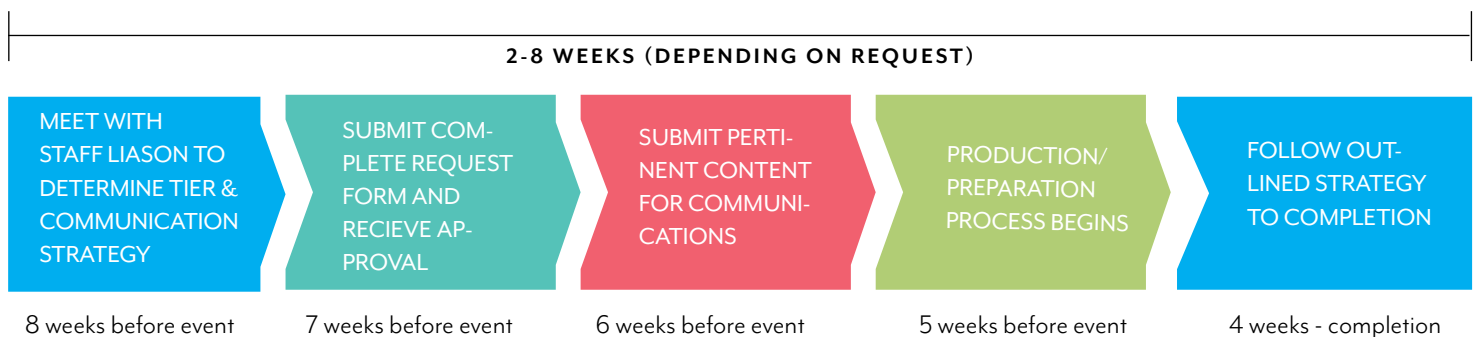 2-8 WEEKS (DEPENDING ON REQUEST)
MEET WITH
STAFF LIASON TO
DETERMINE TIER &
COMMUNICATION
STRATEGY
SUBMIT COM-
PLETE REQUEST
FORM AND
RECIEVE AP-
PROVAL
SUBMIT PERTI-
NENT CONTENT
FOR COMMUNI-
CATIONS
PRODUCTION/
PREPARATION
PROCESS BEGINS
FOLLOW OUT-
LINED STRATEGY
TO COMPLETION
8 weeks before event
7 weeks before event
6 weeks before event
5 weeks before event
4 weeks - completion